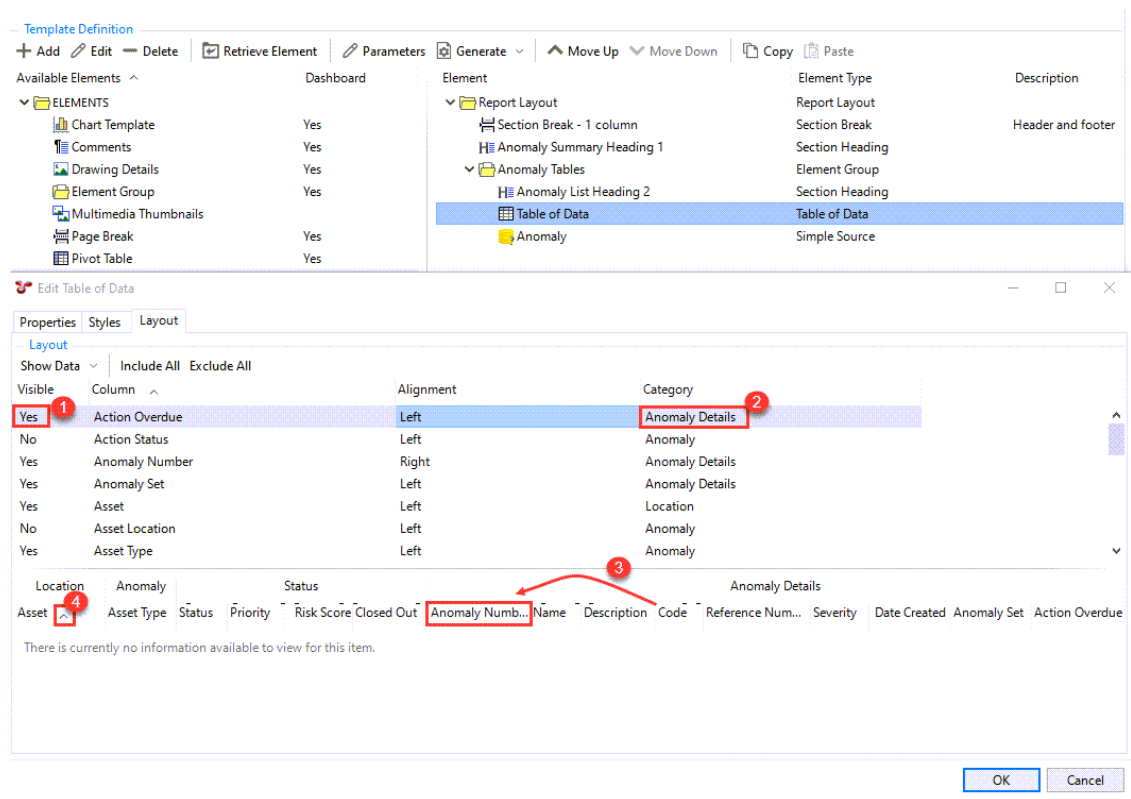 Template Definition
Add Edit Delete Retrieve Element Parameters Generate Move Up Move Down Copy Paste
Available Elements Dashboard Element Element Type Description
ELEMENTS Report Layout Report Layout
Chart Template Yes Section Break - 1 column Section Break Header and footer
Comments Yes Anomaly Summary Heading 1 Section Heading
Drawing Details Yes Anomaly Tables Element Group
Element Group Yes Anomaly List Heading 2 Section Heading
Multimedia Thumbnails Table of Data Table of Data
Page Break Yes Anomaly Simple Source
Pivot Table Yes
Edit Table of Data
Properties Styles Layout
Layout
Show Data Include All Exclude All
Visible Column Alignment Category
Yes 1 Action Overdue Left Anomaly Details 2
No Action Status Left Anomaly
Yes Anomaly Number Right Anomaly Details
Yes Anomaly Set Left Anomaly Details
Yes Asset Left Location
No Asset Location Left Anomaly
Yes Asset Type Left Anomaly
3
Location Anomaly Status Anomaly Details
4
Asset Asset Type Status Priority Risk Score Closed Out Anomaly Numb... Name Description Code Reference Num... Severity Date Created Anomaly Set Action Overdue
There is currently no information available to view for this item.
OK Cancel